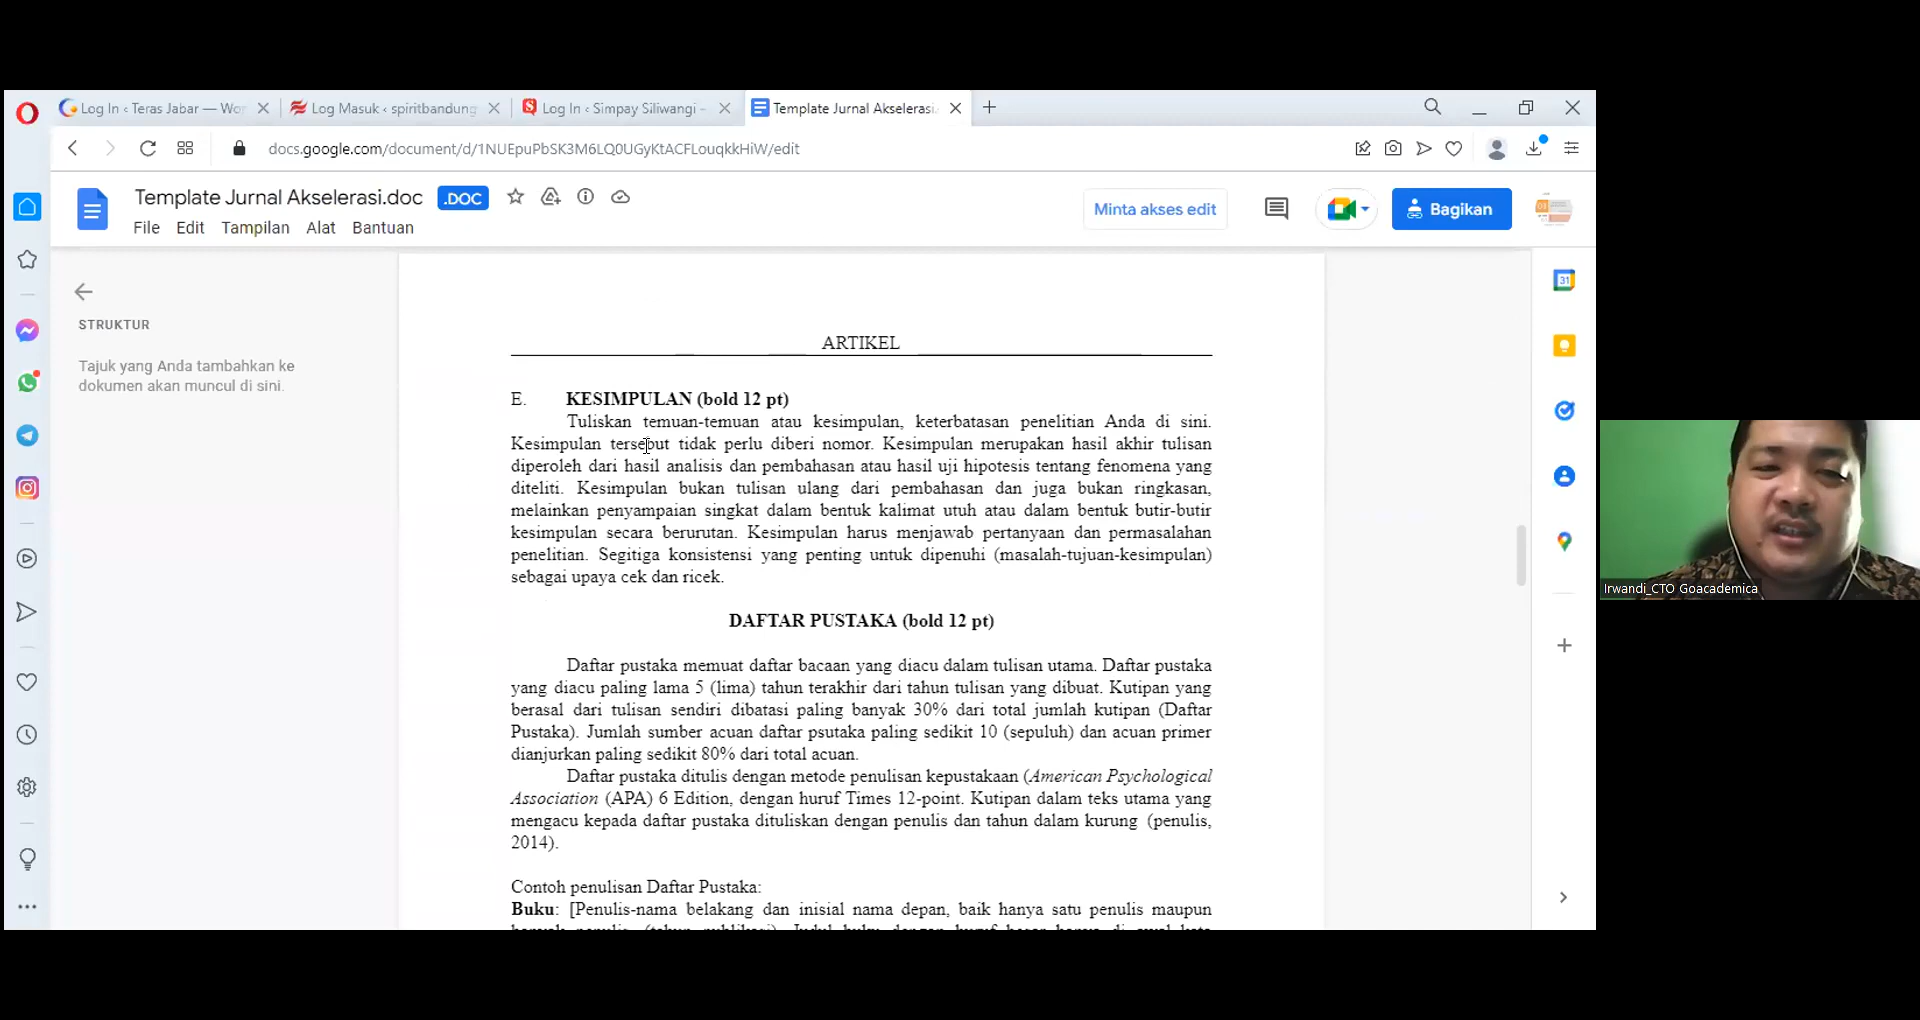 Log In ‹ Teras Jabar — Wor
Log Masuk ‹ spiritbandung
Log In ‹ Simpay Siliwangi –
Template Jurnal Akselerasi.
docs.google.com/document/d/1NUEpuPbSK3M6LQ0UGyKtACFLouqkkHiW/edit
Template Jurnal Akselerasi.doc
.DOC
File Edit Tampilan Alat Bantuan
Minta akses edit
Bagikan
STRUKTUR
Tajuk yang Anda tambahkan ke
dokumen akan muncul di sini.
31
ARTIKEL
E. KESIMPULAN (bold 12 pt)
Tuliskan temuan-temuan atau kesimpulan, keterbatasan penelitian Anda di sini.
Kesimpulan tersebut tidak perlu diberi nomor. Kesimpulan merupakan hasil akhir tulisan
diperoleh dari hasil analisis dan pembahasan atau hasil uji hipotesis tentang fenomena yang
diteliti. Kesimpulan bukan tulisan ulang dari pembahasan dan juga bukan ringkasan,
melainkan penyampaian singkat dalam bentuk kalimat utuh atau dalam bentuk butir-butir
kesimpulan secara berurutan. Kesimpulan harus menjawab pertanyaan dan permasalahan
penelitian. Segitiga konsistensi yang penting untuk dipenuhi (masalah-tujuan-kesimpulan)
sebagai upaya cek dan ricek.
DAFTAR PUSTAKA (bold 12 pt)
Daftar pustaka memuat daftar bacaan yang diacu dalam tulisan utama. Daftar pustaka
yang diacu paling lama 5 (lima) tahun terakhir dari tahun tulisan yang dibuat. Kutipan yang
berasal dari tulisan sendiri dibatasi paling banyak 30% dari total jumlah kutipan (Daftar
Pustaka). Jumlah sumber acuan daftar psutaka paling sedikit 10 (sepuluh) dan acuan primer
dianjurkan paling sedikit 80% dari total acuan.
Daftar pustaka ditulis dengan metode penulisan kepustakaan (American Psychological
Association (APA) 6 Edition, dengan huruf Times 12-point. Kutipan dalam teks utama yang
mengacu kepada daftar pustaka dituliskan dengan penulis dan tahun dalam kurung (penulis,
2014).
Contoh penulisan Daftar Pustaka:
Buku: [Penulis-nama belakang dan inisial nama depan, baik hanya satu penulis maupun
Irwandi_CTO Goacademica